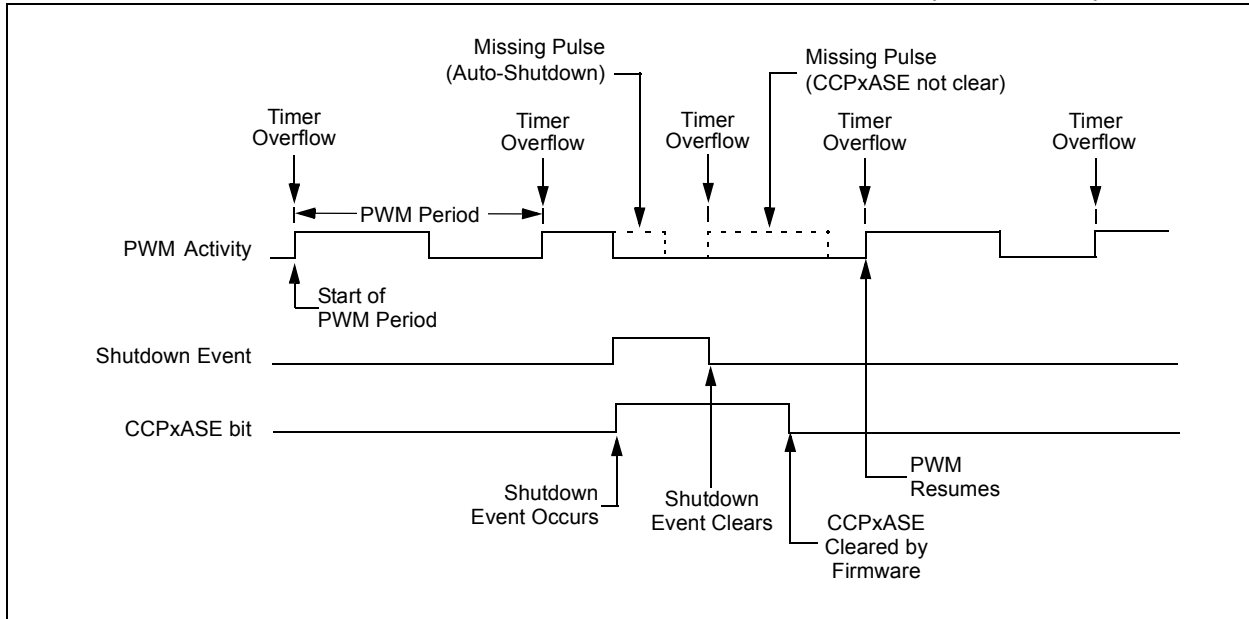 Missing Pulse
(Auto-Shutdown)
Missing Pulse
(CCPxASE not clear)
Timer
Overflow
Timer
Overflow
Timer
Overflow
Timer
Overflow
Timer
Overflow
PWM Period
PWM Activity
Start of
PWM Period
Shutdown Event
CCPxASE bit
Shutdown
Event Occurs
Shutdown
Event Clears
CCPxASE
Cleared by
Firmware
PWM
Resumes